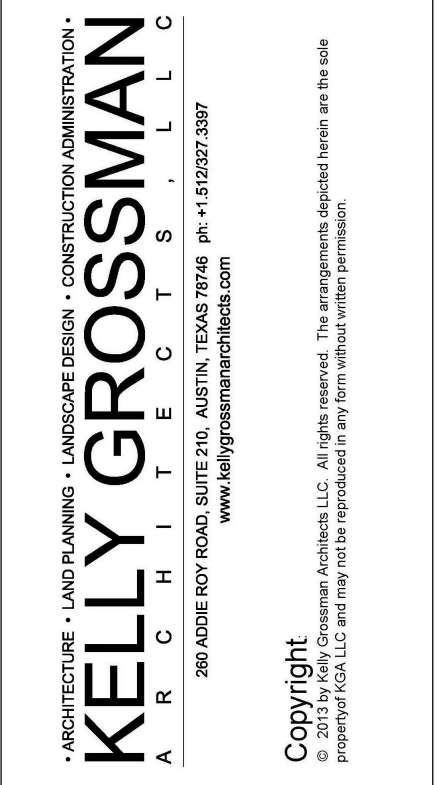 • ARCHITECTURE • LAND PLANNING • LANDSCAPE DESIGN • CONSTRUCTION ADMINISTRATION •
KELLY GROSSMAN
ARCHITECTS, LLC
260 ADDIE ROY ROAD, SUITE 210, AUSTIN, TEXAS 78746 ph: +1.512/327.3397
www.kellygrossmanarchitects.com
Copyright:
© 2013 by Kelly Grossman Architects LLC. All rights reserved. The arrangements depicted herein are the sole
propertyof KGA LLC and may not be reproduced in any form without written permission.